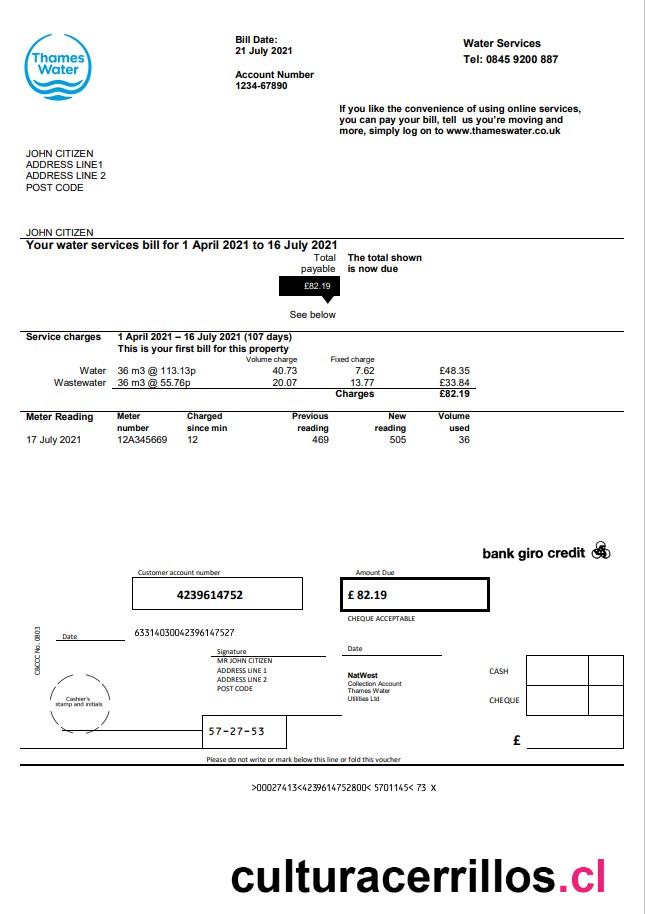 Thames
Water
Bill Date:
21 July 2021
Account Number
1234-67890
Water Services
Tel: 0845 9200 887
If you like the convenience of using online services,
you can pay your bill, tell us you're moving and
more, simply log on to www.thameswater.co.uk
JOHN CITIZEN
ADDRESS LINE1
ADDRESS LINE 2
POST CODE
JOHN CITIZEN
Your water services bill for 1 April 2021 to 16 July 2021
Total payable
The total shown is now due
£82.19
See below
Service charges 1 April 2021 – 16 July 2021 (107 days)
This is your first bill for this property
Volume charge Fixed charge
Water 36 m3 @ 113.13p 40.73 7.62 £48.35
Wastewater 36 m3 @ 55.76p 20.07 13.77 £33.84
Charges £82.19
Meter Reading Meter Charged Previous New Volume
number since min reading reading used
17 July 2021 12A345669 12 469 505 36
bank giro credit
Customer account number Amount Due
4239614752 £ 82.19
CHEQUE ACCEPTABLE
C&CCC No. 0803
Date 63314030042396147527
Signature Date
MR JOHN CITIZEN
ADDRESS LINE 1
ADDRESS LINE 2
POST CODE
NatWest
Collection Account
Thames Water
Utilities Ltd
CASH
CHEQUE
£
Cashier's
stamp and initials
57-27-53
Please do not write or mark below this line or fold this voucher
>00027413<4239614752800< 5701145< 73 X
culturacerrillos.cl